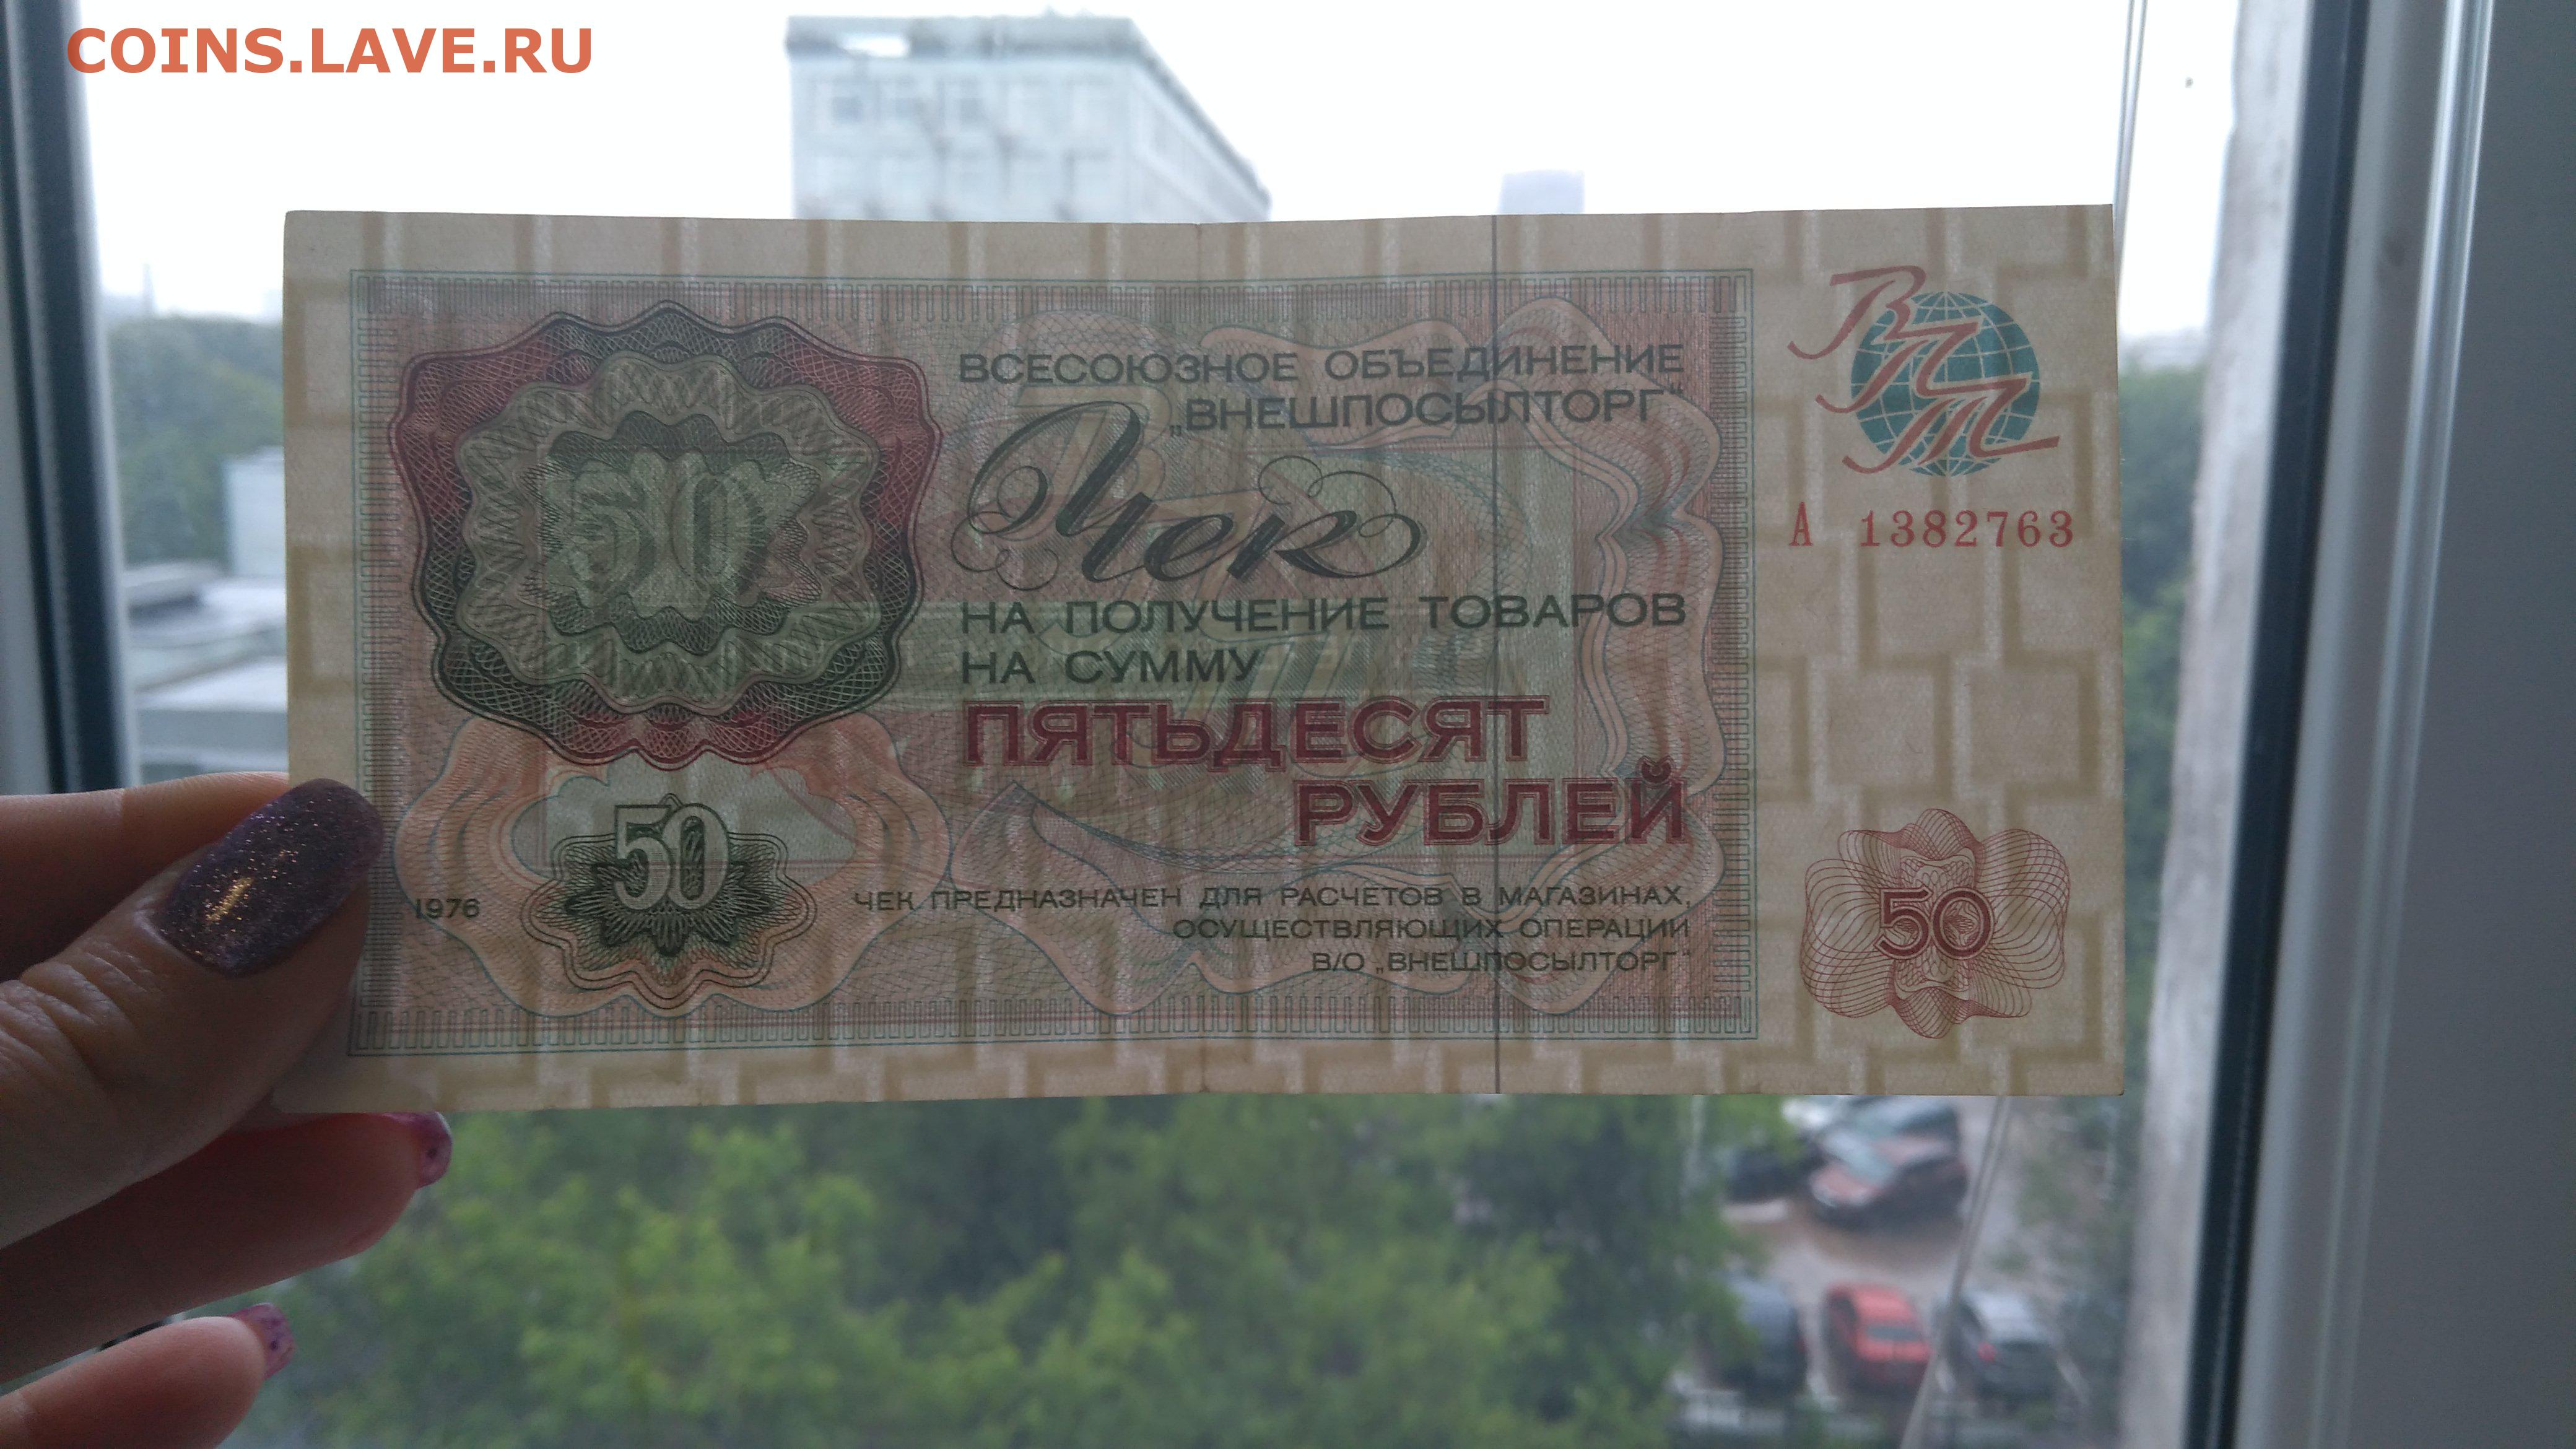 COINS.LAVE.RU
ВСЕСОЮЗНОЕ ОБЪЕДИНЕНИЕ
„ВНЕШПОСЫЛТОРГ“
Чек
НА ПОЛУЧЕНИЕ ТОВАРОВ
НА СУММУ
ПЯТЬДЕСЯТ
РУБЛЕЙ
ЧЕК ПРЕДНАЗНАЧЕН ДЛЯ РАСЧЕТОВ В МАГАЗИНАХ,
ОСУЩЕСТВЛЯЮЩИХ ОПЕРАЦИИ
В/О „ВНЕШПОСЫЛТОРГ“
50
50
1976
ВПТ
А 1382763
50